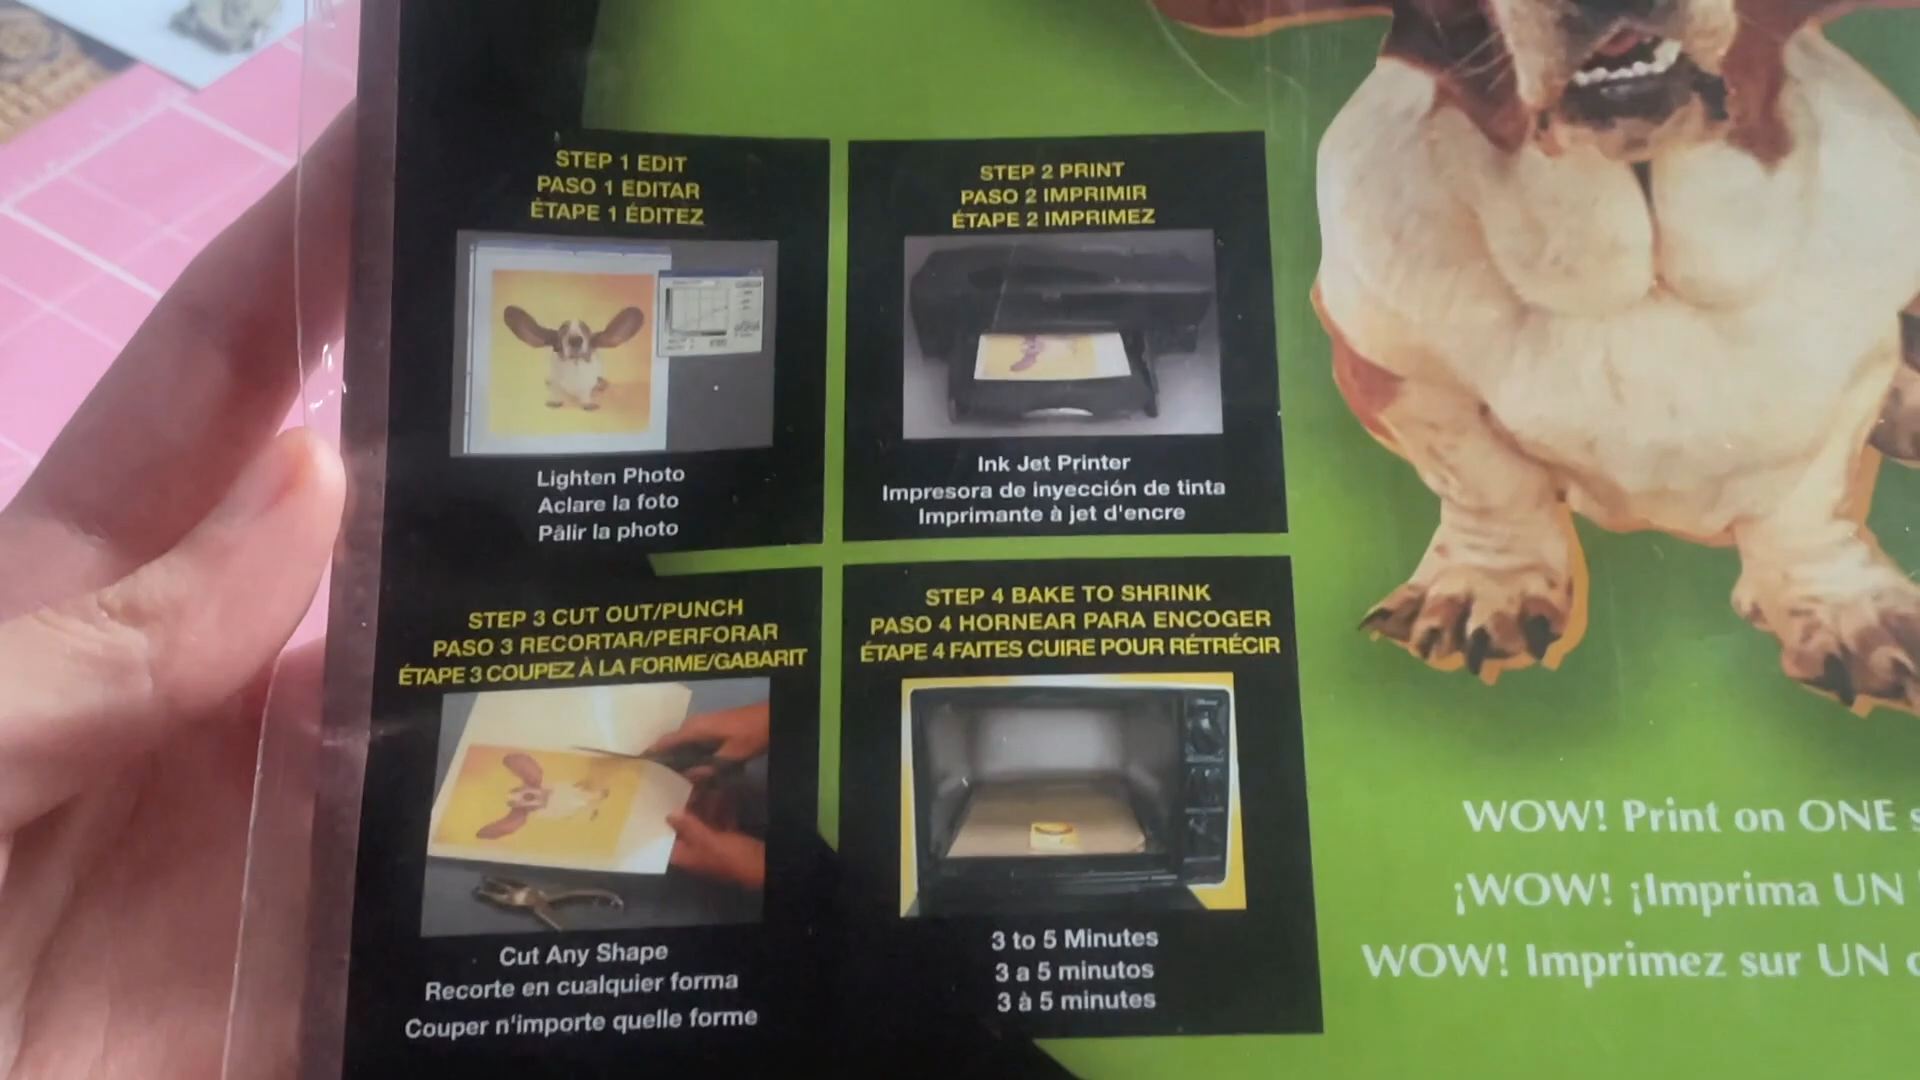 STEP 1 EDIT
PASO 1 EDITAR
ÉTAPE 1 ÉDITEZ
Lighten Photo
Aclare la foto
Pâlir la photo
STEP 2 PRINT
PASO 2 IMPRIMIR
ÉTAPE 2 IMPRIMEZ
Ink Jet Printer
Impresora de inyección de tinta
Imprimante à jet d'encre
STEP 3 CUT OUT/PUNCH
PASO 3 RECORTAR/PERFORAR
ÉTAPE 3 COUPEZ À LA FORME/GABARIT
Cut Any Shape
Recorte en cualquier forma
Couper n'importe quelle forme
STEP 4 BAKE TO SHRINK
PASO 4 HORNEAR PARA ENCOGER
ÉTAPE 4 FAITES CUIRE POUR RÉTRÉCIR
3 to 5 Minutes
3 a 5 minutos
3 à 5 minutes
WOW! Print on ONE
¡WOW! ¡Imprima UN
WOW! Imprimez sur UN